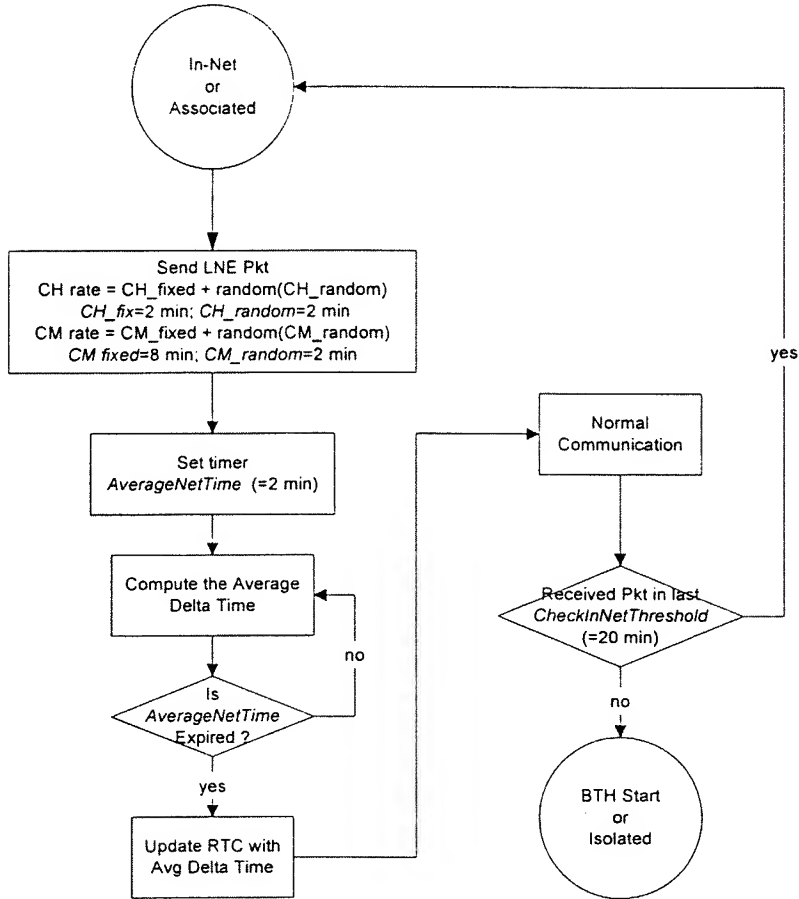 In-Net
or
Associated
Send LNE Pkt
CH rate = CH_fixed + random(CH_random)
CH_fix=2 min; CH_random=2 min
CM rate = CM_fixed + random(CM_random)
CM fixed=8 min; CM_random=2 min
Set timer
AverageNetTime (=2 min)
Compute the Average
Delta Time
no
Is
AverageNetTime
Expired ?
yes
Update RTC with
Avg Delta Time
Normal
Communication
Received Pkt in last
CheckInNetThreshold
(=20 min)
yes
no
BTH Start
or
Isolated